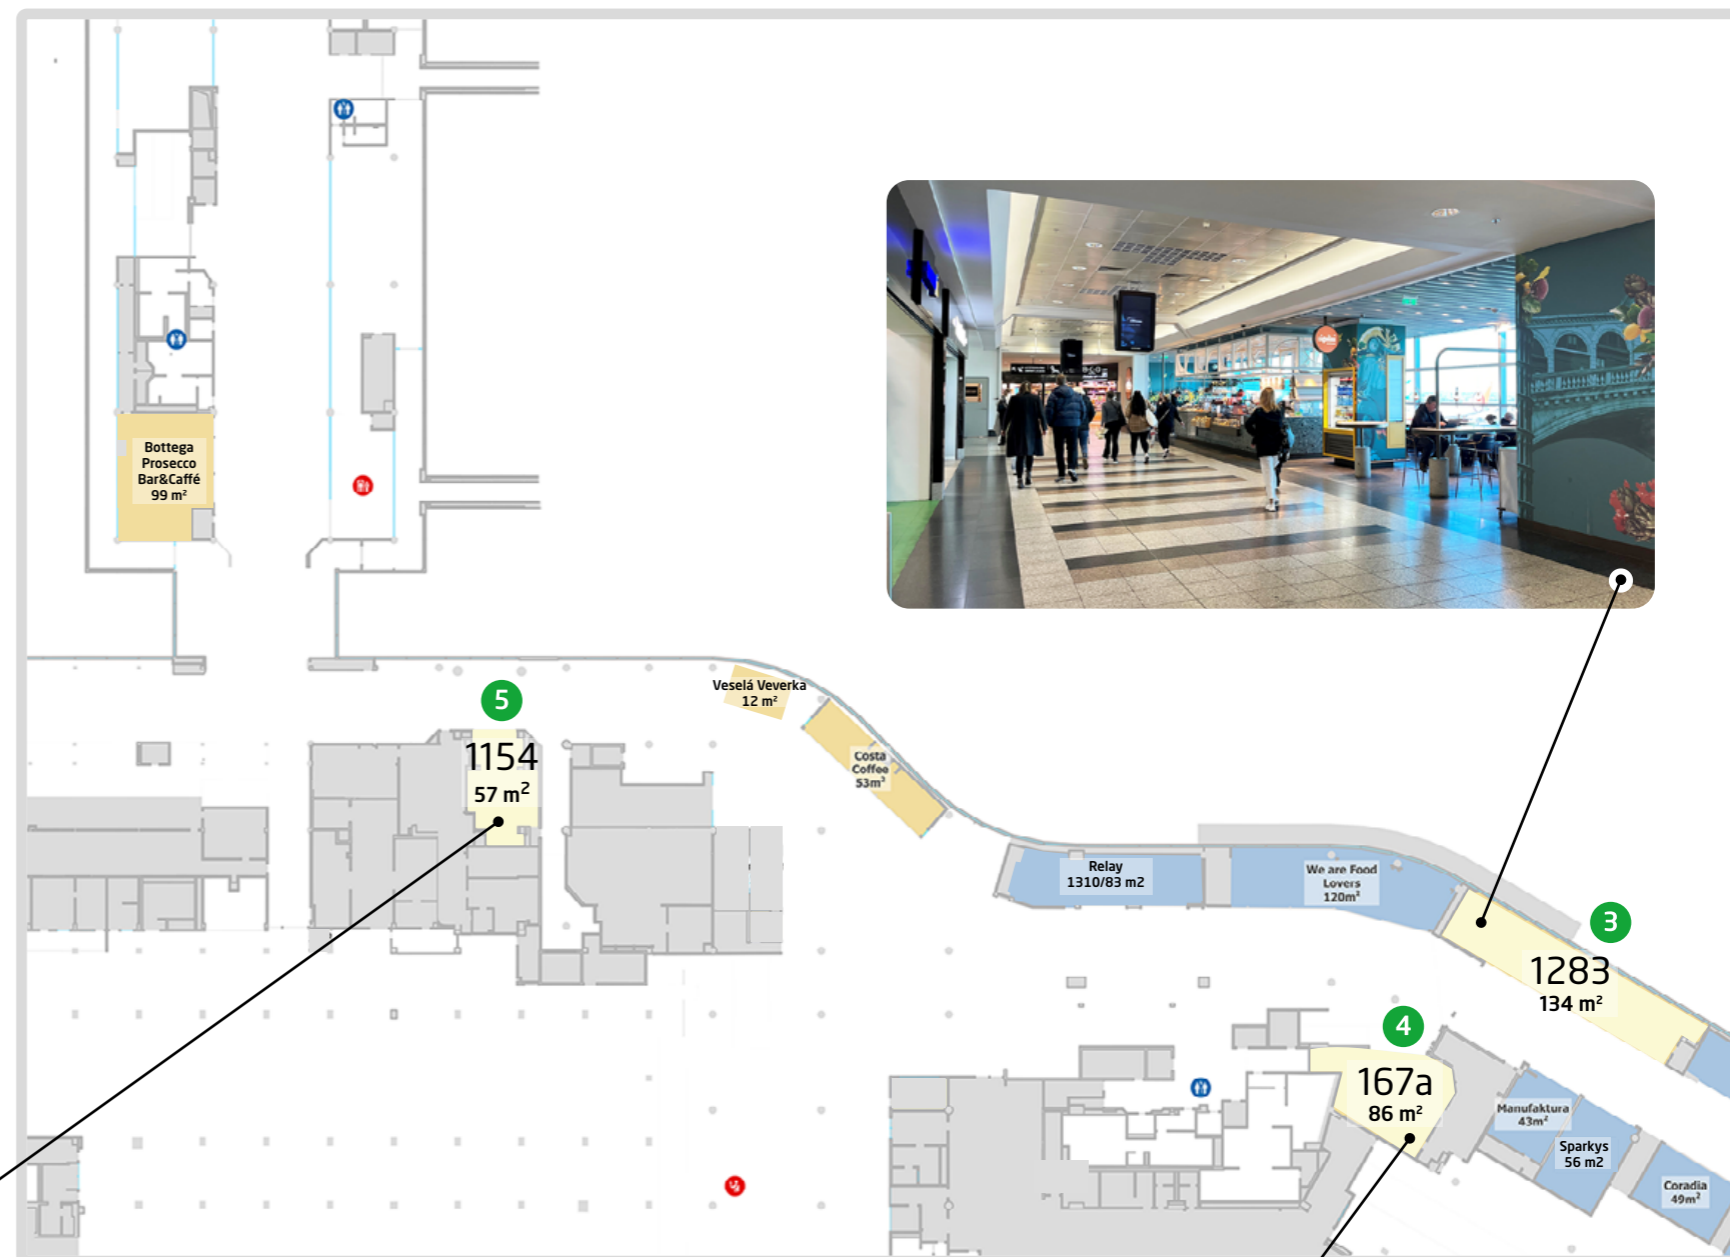 Bottega
Prosecco
Bar&Caffé
99 m²
5
1154
57 m²
Veselá Veverka
12 m²
Costa
Coffee
53m²
Relay
1310/83 m2
We are Food
Lovers
120m²
3
1283
134 m²
4
167a
86 m²
Manufaktura
43m²
Sparkys
56 m2
Coradia
49m²